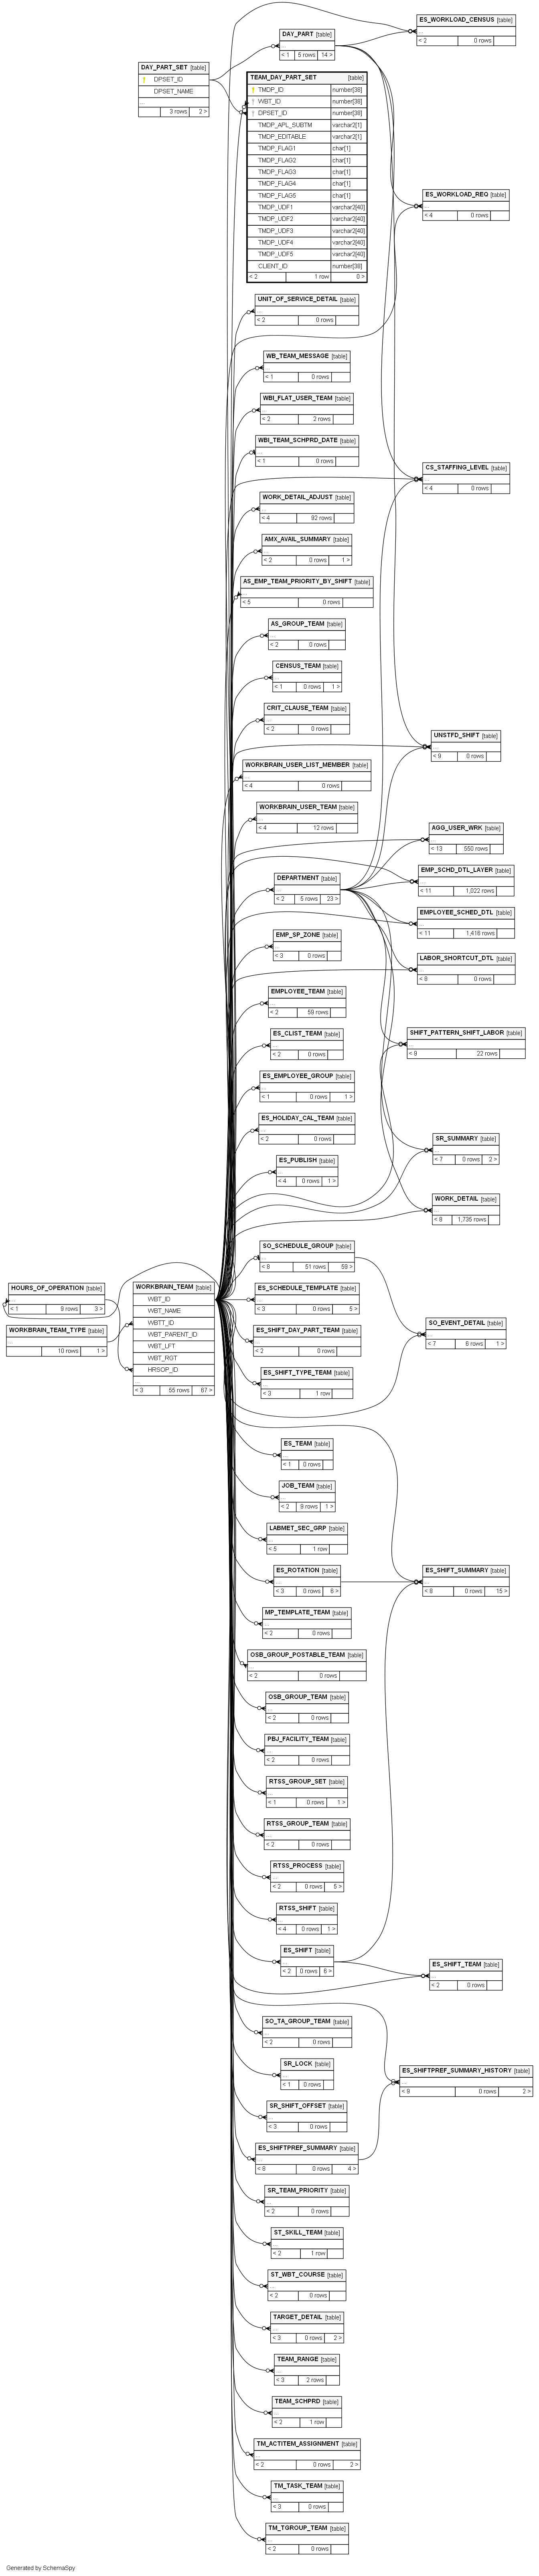 ES_WORKLOAD_CENSUS [table]
...
< 2 0 rows
DAY_PART [table]
...
< 1 5 rows 14 >
DAY_PART_SET [table]
DPSET_ID
DPSET_NAME
...
3 rows 2 >
TEAM_DAY_PART_SET [table]
TMDP_ID number[38]
WBT_ID number[38]
DPSET_ID number[38]
TMDP_APL_SUBTM varchar2[1]
TMDP_EDITABLE varchar2[1]
TMDP_FLAG1 char[1]
TMDP_FLAG2 char[1]
TMDP_FLAG3 char[1]
TMDP_FLAG4 char[1]
TMDP_FLAG5 char[1]
TMDP_UDF1 varchar2[40]
TMDP_UDF2 varchar2[40]
TMDP_UDF3 varchar2[40]
TMDP_UDF4 varchar2[40]
TMDP_UDF5 varchar2[40]
CLIENT_ID number[38]
< 2 1 row 0 >
ES_WORKLOAD_REQ [table]
...
< 4 0 rows
UNIT_OF_SERVICE_DETAIL [table]
...
< 2 0 rows
WB_TEAM_MESSAGE [table]
...
< 1 0 rows
WBI_FLAT_USER_TEAM [table]
...
< 2 2 rows
WBI_TEAM_SCHPRD_DATE [table]
...
< 1 0 rows
CS_STAFFING_LEVEL [table]
...
< 4 0 rows
WORK_DETAIL_ADJUST [table]
...
< 4 92 rows
AMX_AVAIL_SUMMARY [table]
...
< 2 0 rows 1 >
AS_EMP_TEAM_PRIORITY_BY_SHIFT [table]
...
< 5 0 rows
AS_GROUP_TEAM [table]
...
< 2 0 rows
CENSUS_TEAM [table]
...
< 1 0 rows 1 >
CRIT_CLAUSE_TEAM [table]
...
< 2 0 rows
UNSTFD_SHIFT [table]
...
< 9 0 rows
WORKBRAIN_USER_LIST_MEMBER [table]
...
< 4 0 rows
WORKBRAIN_USER_TEAM [table]
...
< 4 12 rows
AGG_USER_WRK [table]
...
< 13 550 rows
DEPARTMENT [table]
...
< 2 5 rows 23 >
EMP_SCHD_DTL_LAYER [table]
...
< 11 1,022 rows
EMPLOYEE_SCHED_DTL [table]
...
< 11 1,416 rows
EMP_SP_ZONE [table]
...
< 3 0 rows
LABOR_SHORTCUT_DTL [table]
...
< 8 0 rows
EMPLOYEE_TEAM [table]
...
< 2 59 rows
ES_CLIST_TEAM [table]
...
< 2 0 rows
SHIFT_PATTERN_SHIFT_LABOR [table]
...
< 9 22 rows
ES_EMPLOYEE_GROUP [table]
...
< 1 0 rows 1 >
ES_HOLIDAY_CAL_TEAM [table]
...
< 2 0 rows
SR_SUMMARY [table]
...
< 7 0 rows 2 >
ES_PUBLISH [table]
...
< 4 0 rows 1 >
WORK_DETAIL [table]
...
< 8 1,735 rows
SO_SCHEDULE_GROUP [table]
...
< 8 51 rows 59 >
HOURS_OF_OPERATION [table]
...
< 1 9 rows 3 >
WORKBRAIN_TEAM_TYPE [table]
...
10 rows 1 >
WORKBRAIN_TEAM [table]
WBT_ID
WBT_NAME
WBTT_ID
WBT_PARENT_ID
WBT_LFT
WBT_RGT
HRSOP_ID
...
< 3 55 rows 67 >
ES_SCHEDULE_TEMPLATE [table]
...
< 3 0 rows 5 >
ES_SHIFT_DAY_PART_TEAM [table]
...
< 2 0 rows
SO_EVENT_DETAIL [table]
...
< 7 6 rows 1 >
ES_SHIFT_TYPE_TEAM [table]
...
< 3 1 row
ES_TEAM [table]
...
< 1 0 rows
JOB_TEAM [table]
...
< 2 9 rows 1 >
LABMET_SEC_GRP [table]
...
< 5 1 row
ES_ROTATION [table]
...
< 3 0 rows 6 >
ES_SHIFT_SUMMARY [table]
...
< 8 0 rows 15 >
MP_TEMPLATE_TEAM [table]
...
< 2 0 rows
OSB_GROUP_POSTABLE_TEAM [table]
...
< 2 0 rows
OSB_GROUP_TEAM [table]
...
< 2 0 rows
PBJ_FACILITY_TEAM [table]
...
< 2 0 rows
RTSS_GROUP_SET [table]
...
< 1 0 rows 1 >
RTSS_GROUP_TEAM [table]
...
< 2 0 rows
RTSS_PROCESS [table]
...
< 2 0 rows 5 >
RTSS_SHIFT [table]
...
< 4 0 rows 1 >
ES_SHIFT [table]
...
< 2 0 rows 6 >
ES_SHIFT_TEAM [table]
...
< 2 0 rows
SO_TA_GROUP_TEAM [table]
...
< 2 0 rows
SR_LOCK [table]
...
< 1 0 rows
ES_SHIFTPREF_SUMMARY_HISTORY [table]
...
< 9 0 rows 2 >
SR_SHIFT_OFFSET [table]
...
< 3 0 rows
ES_SHIFTPREF_SUMMARY [table]
...
< 8 0 rows 4 >
SR_TEAM_PRIORITY [table]
...
< 2 0 rows
ST_SKILL_TEAM [table]
...
< 2 1 row
ST_WBT_COURSE [table]
...
< 2 0 rows
TARGET_DETAIL [table]
...
< 3 0 rows 2 >
TEAM_RANGE [table]
...
< 3 2 rows
TEAM_SCHPRD [table]
...
< 2 1 row
TM_ACTITEM_ASSIGNMENT [table]
...
< 2 0 rows 2 >
TM_TASK_TEAM [table]
...
< 3 0 rows
TM_TGROUP_TEAM [table]
...
< 2 0 rows
Generated by SchemaSpy